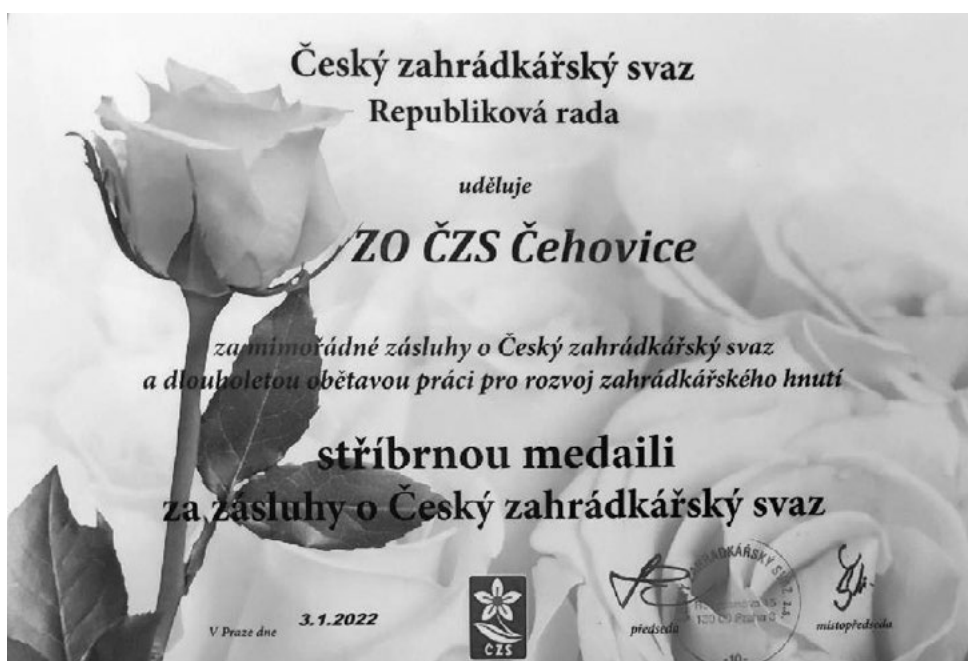 Český zahrádkářský svaz
Republiková rada
uděluje
ZO ČZS Čehovice
za mimořádné zásluhy o Český zahrádkářský svaz
a dlouholetou obětavou práci pro rozvoj zahrádkářského hnutí
stříbrnou medaili
za zásluhy o Český zahrádkářský svaz
V Praze dne 3.1.2022
ČZS
předseda
místopředseda